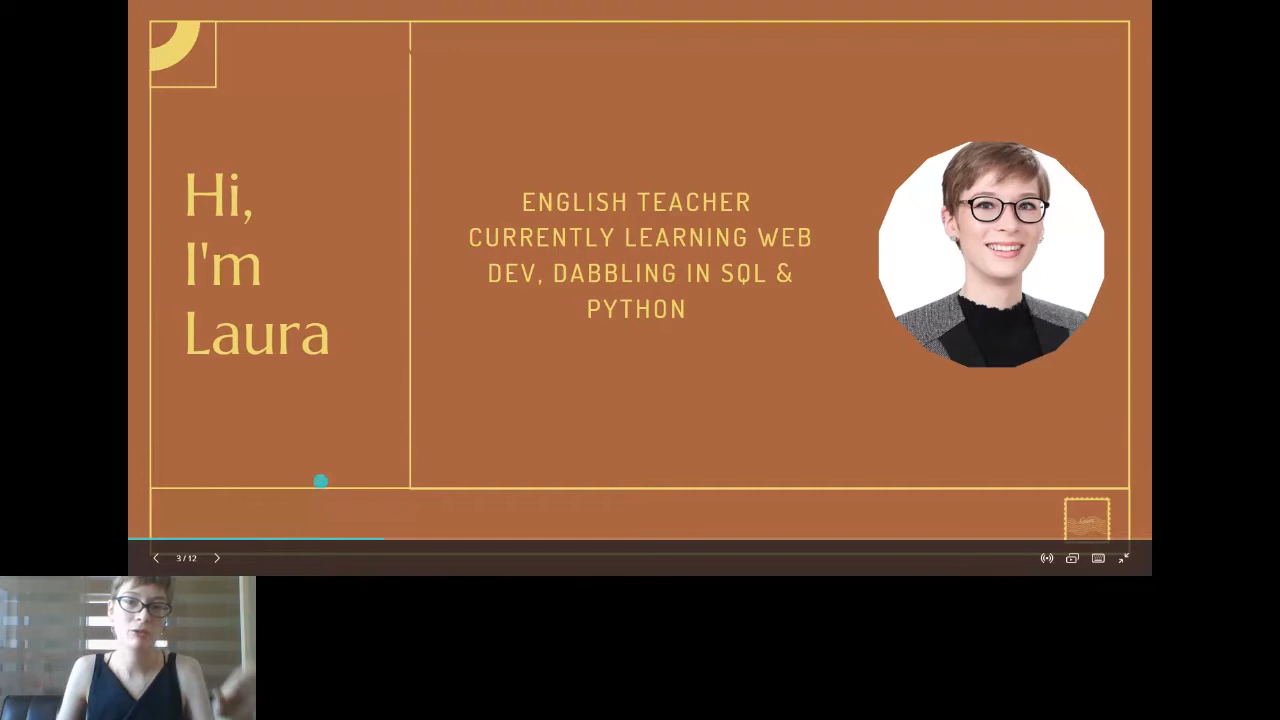 Hi,
I'm
Laura
ENGLISH TEACHER
CURRENTLY LEARNING WEB
DEV, DABBLING IN SQL &
PYTHON
3 / 12